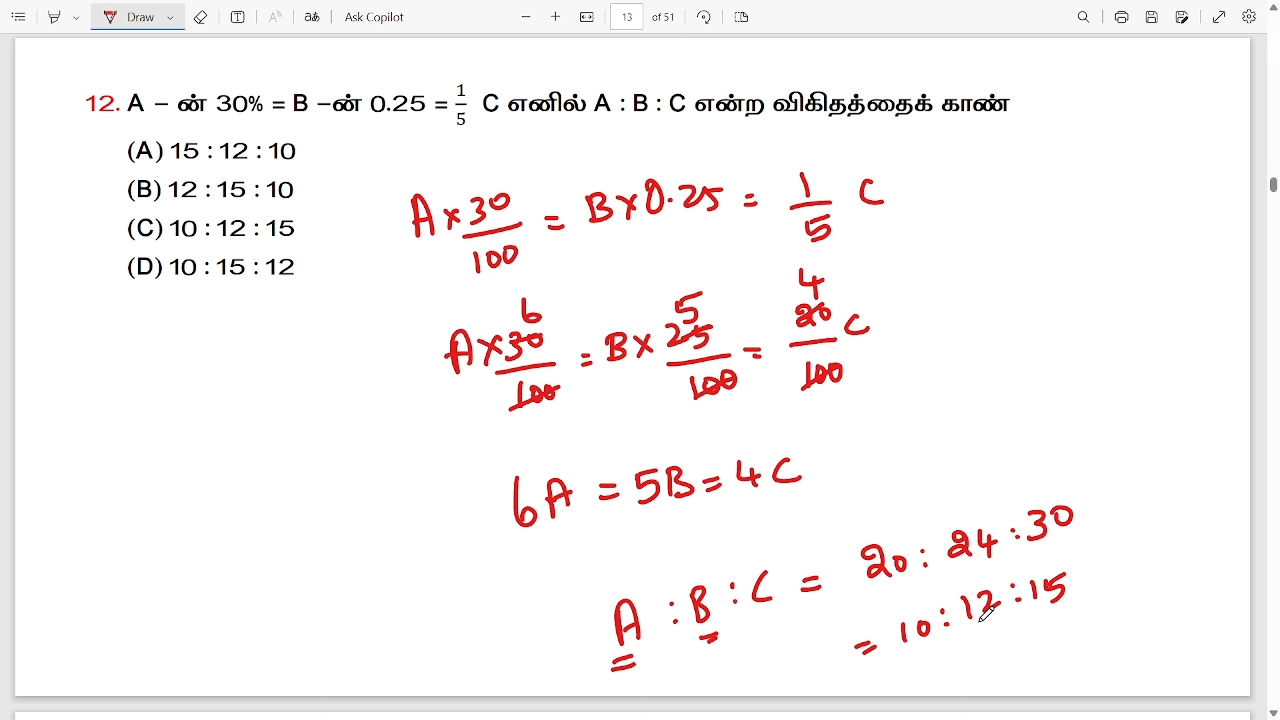 Draw
Ask Copilot
13 of 51
12. A – ன் 30% = B –ன் 0.25 = 1/5 C எனில் A : B : C என்ற விகிதத்தைக் காண்
(A) 15 : 12 : 10
(B) 12 : 15 : 10
(C) 10 : 12 : 15
(D) 10 : 15 : 12
A × 30/100 = B × 0.25 = 1/5 C
A × 30/100 6 = B × 25/100 5 = 20/100 C 4
6A = 5B = 4C
A : B : C = 20 : 24 : 30
= 10 : 12 : 15